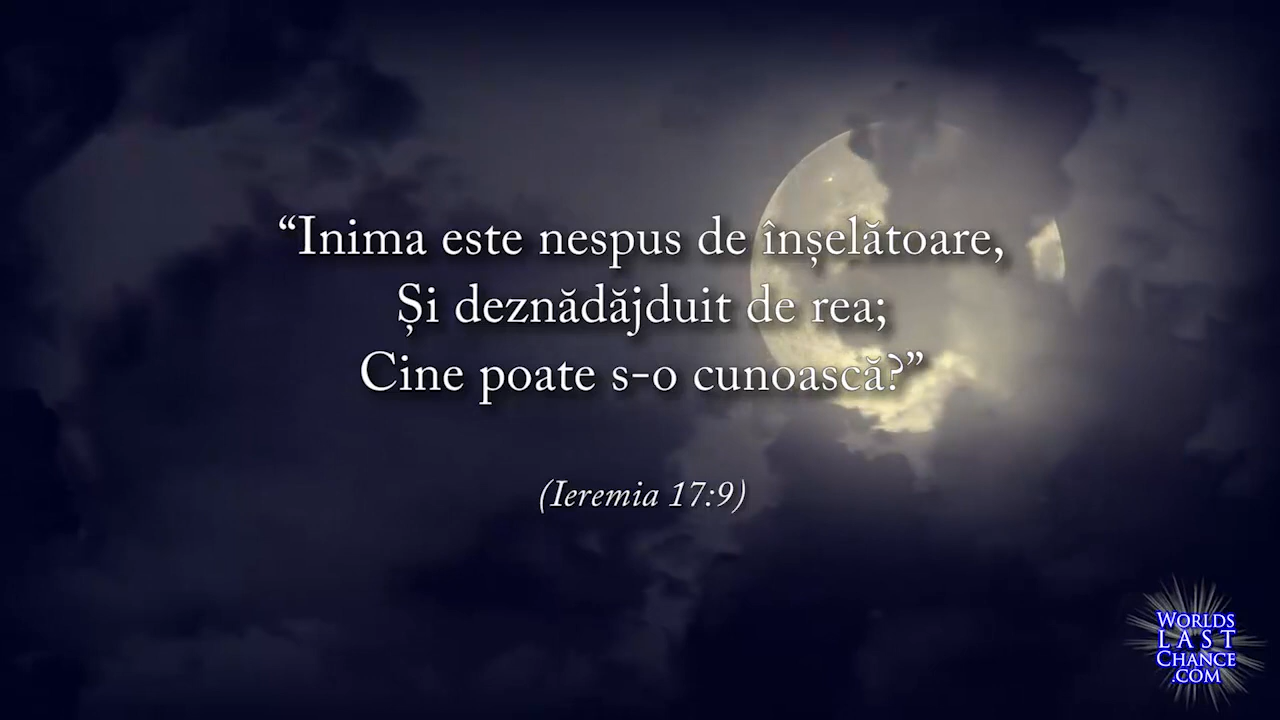 “Inima este nespus de înșelătoare,
Și deznădăjduit de rea;
Cine poate s-o cunoască?”
(Ieremia 17:9)
WORLDS
LAST
CHANCE
.COM